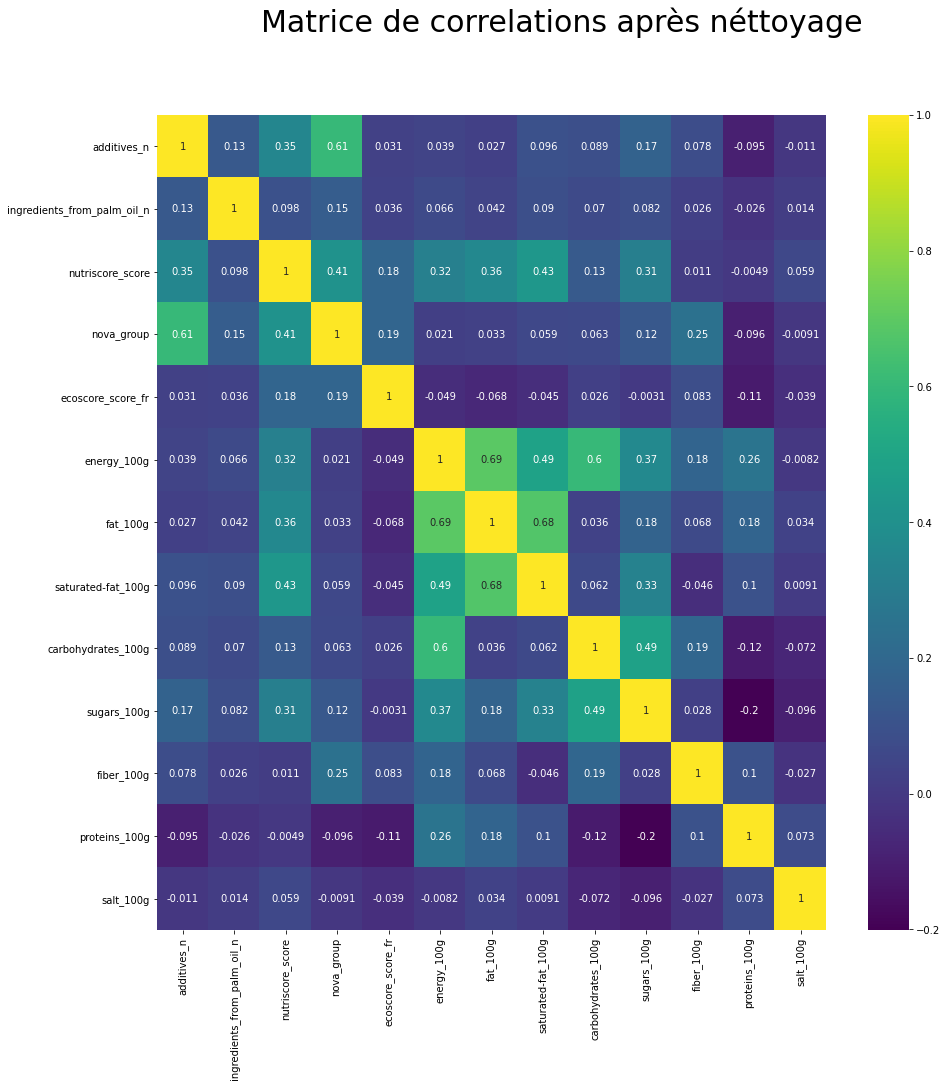 Matrice de correlations après néttoyage
additives_n 1 0.13 0.35 0.61 0.031 0.039 0.027 0.096 0.089 0.17 0.078 -0.095 -0.011
ingredients_from_palm_oil_n 0.13 1 0.098 0.15 0.036 0.066 0.042 0.09 0.07 0.082 0.026 -0.026 0.014
nutriscore_score 0.35 0.098 1 0.41 0.18 0.32 0.36 0.43 0.13 0.31 0.011 -0.0049 0.059
nova_group 0.61 0.15 0.41 1 0.19 0.021 0.033 0.059 0.063 0.12 0.25 -0.096 -0.0091
ecoscore_score_fr 0.031 0.036 0.18 0.19 1 -0.049 -0.068 -0.045 0.026 -0.0031 0.083 -0.11 -0.039
energy_100g 0.039 0.066 0.32 0.021 -0.049 1 0.69 0.49 0.6 0.37 0.18 0.26 -0.0082
fat_100g 0.027 0.042 0.36 0.033 -0.068 0.69 1 0.68 0.036 0.18 0.068 0.18 0.034
saturated-fat_100g 0.096 0.09 0.43 0.059 -0.045 0.49 0.68 1 0.062 0.33 -0.046 0.1 0.0091
carbohydrates_100g 0.089 0.07 0.13 0.063 0.026 0.6 0.036 0.062 1 0.49 0.19 -0.12 -0.072
sugars_100g 0.17 0.082 0.31 0.12 -0.0031 0.37 0.18 0.33 0.49 1 0.028 -0.2 -0.096
fiber_100g 0.078 0.026 0.011 0.25 0.083 0.18 0.068 -0.046 0.19 0.028 1 0.1 -0.027
proteins_100g -0.095 -0.026 -0.0049 -0.096 -0.11 0.26 0.18 0.1 -0.12 -0.2 0.1 1 0.073
salt_100g -0.011 0.014 0.059 -0.0091 -0.039 -0.0082 0.034 0.0091 -0.072 -0.096 -0.027 0.073 1
additives_n
ingredients_from_palm_oil_n
nutriscore_score
nova_group
ecoscore_score_fr
energy_100g
fat_100g
saturated-fat_100g
carbohydrates_100g
sugars_100g
fiber_100g
proteins_100g
salt_100g
1.0
0.8
0.6
0.4
0.2
0.0
−0.2